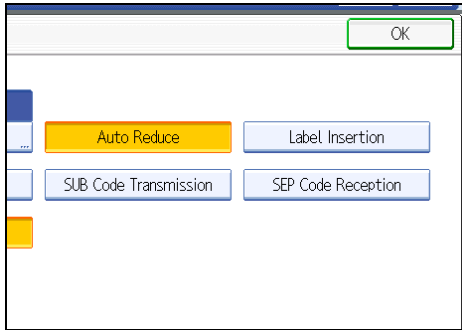 OK
...
Auto Reduce
Label Insertion
SUB Code Transmission
SEP Code Reception